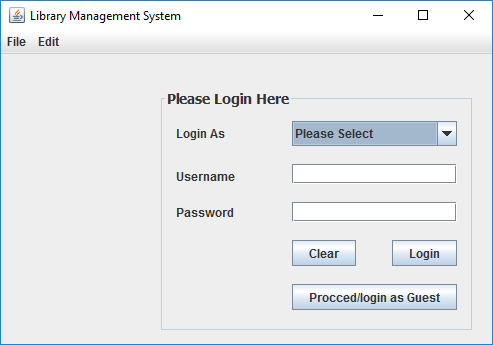 Library Management System
File Edit
Please Login Here
Login As Please Select
Username
Password
Clear Login
Procced/login as Guest